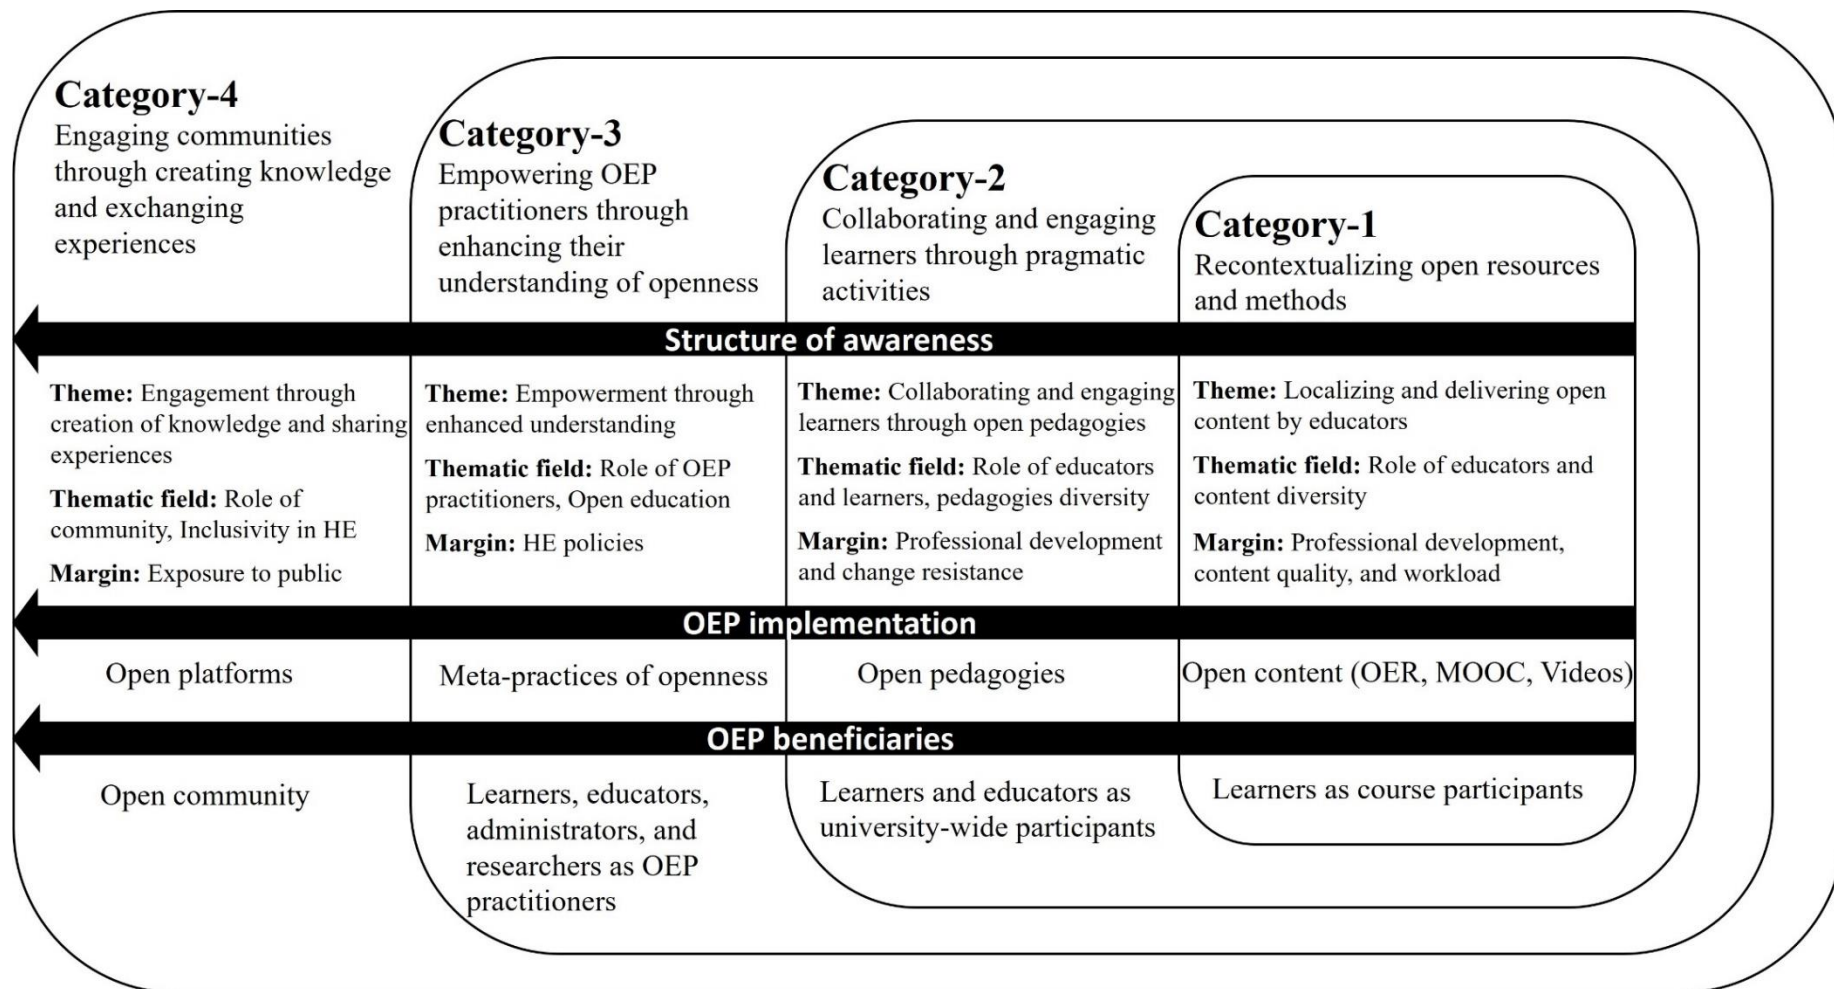 Category-4
Engaging communities
through creating knowledge
and exchanging
experiences
Category-3
Empowering OEP
practitioners through
enhancing their
understanding of openness
Category-2
Collaborating and engaging
learners through pragmatic
activities
Category-1
Recontextualizing open resources
and methods
Structure of awareness
Theme: Engagement through
creation of knowledge and sharing
experiences
Thematic field: Role of
community, Inclusivity in HE
Margin: Exposure to public
Theme: Empowerment through
enhanced understanding
Thematic field: Role of OEP
practitioners, Open education
Margin: HE policies
Theme: Collaborating and engaging
learners through open pedagogies
Thematic field: Role of educators
and learners, pedagogies diversity
Margin: Professional development
and change resistance
Theme: Localizing and delivering open
content by educators
Thematic field: Role of educators and
content diversity
Margin: Professional development,
content quality, and workload
OEP implementation
Open platforms
Meta-practices of openness
Open pedagogies
Open content (OER, MOOC, Videos)
OEP beneficiaries
Open community
Learners, educators,
administrators, and
researchers as OEP
practitioners
Learners and educators as
university-wide participants
Learners as course participants